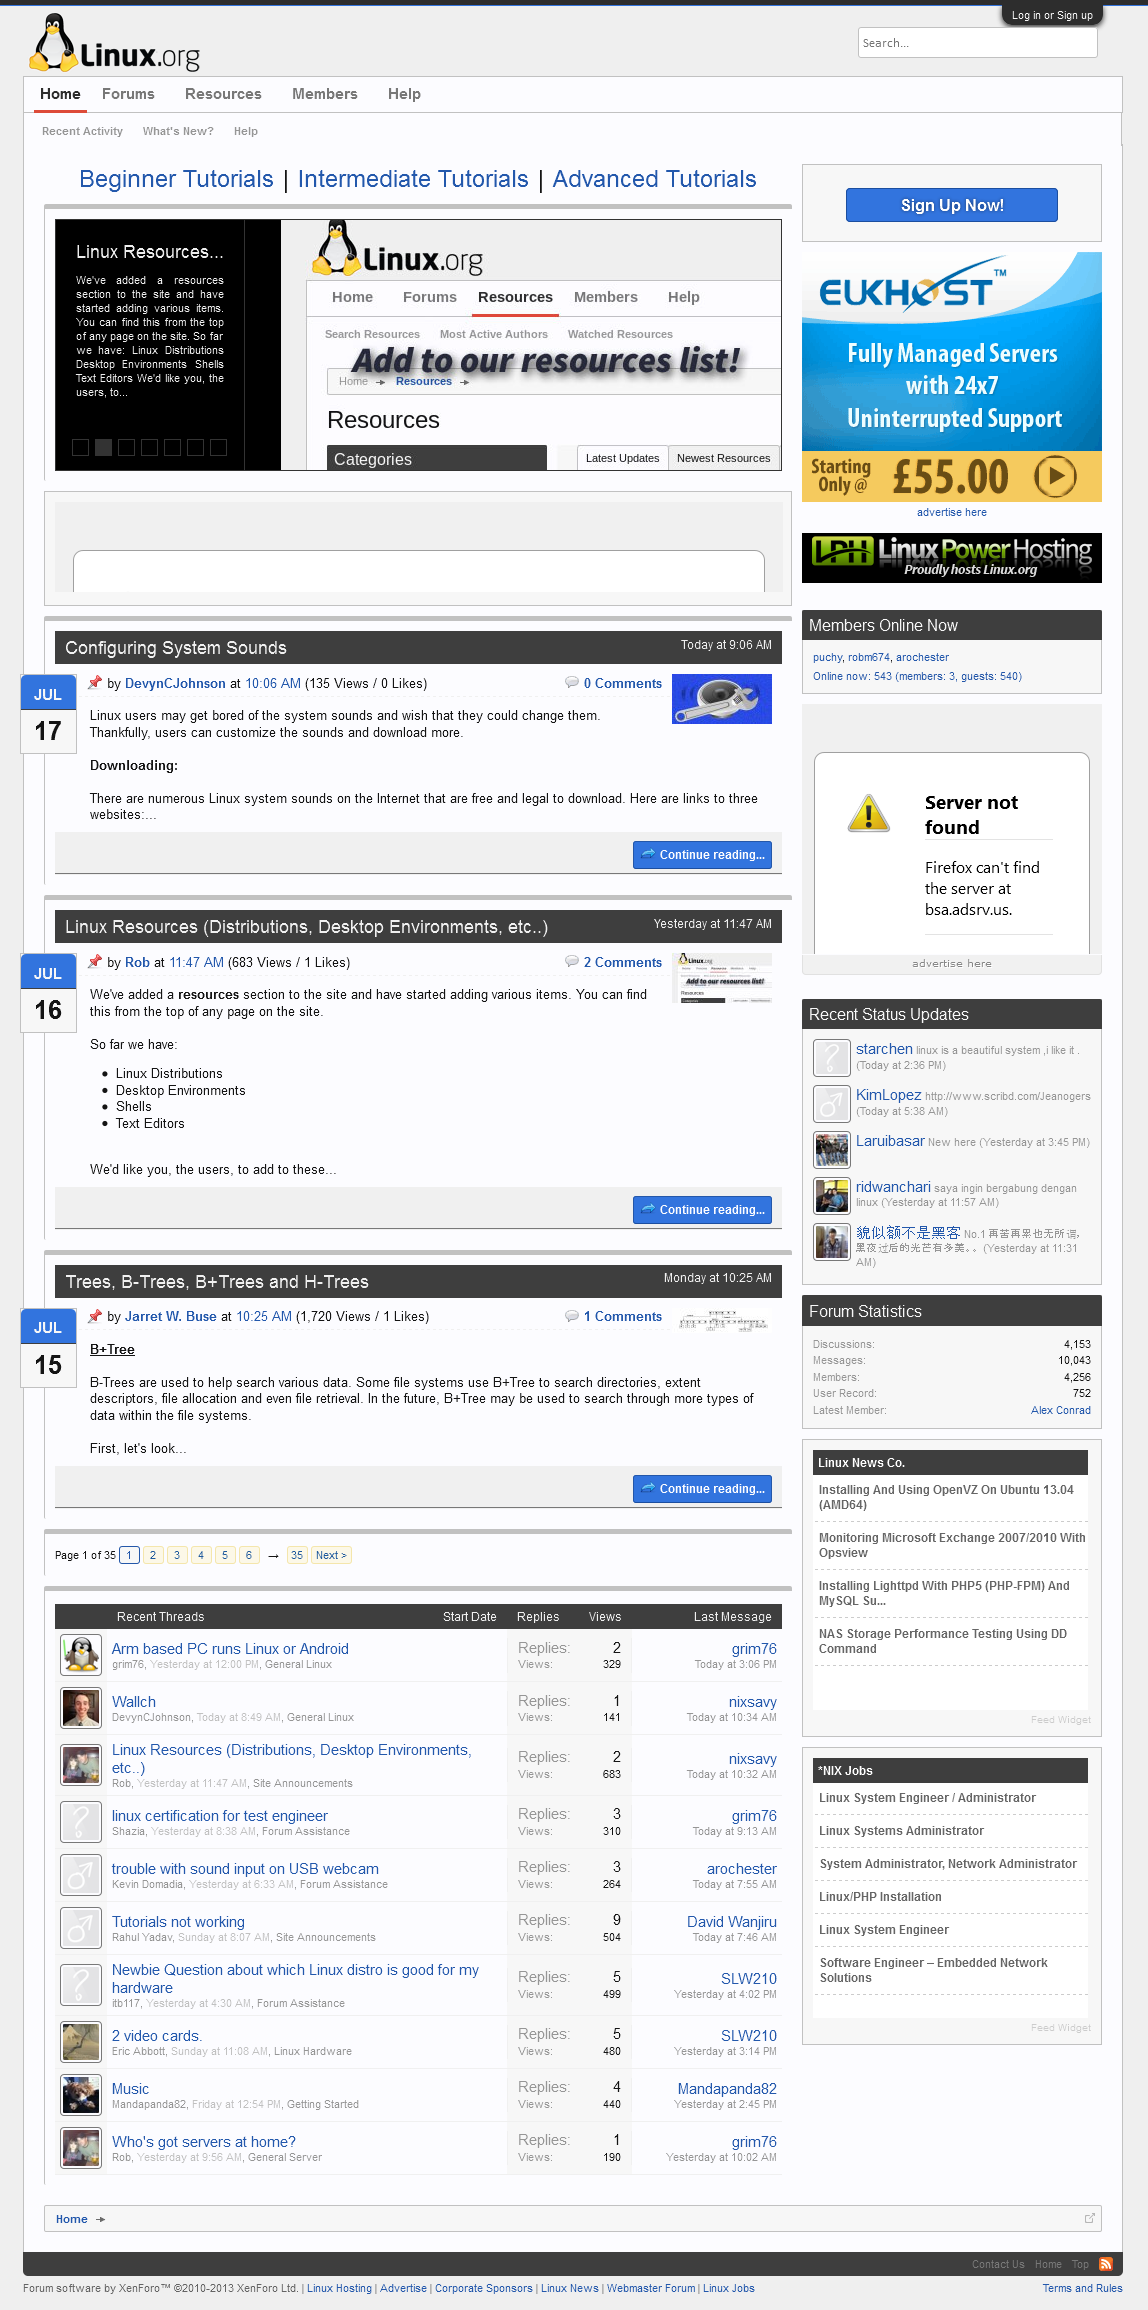 Log in or Sign up
Linux.org
Search...
Home Forums Resources Members Help
Recent Activity What's New? Help
Beginner Tutorials | Intermediate Tutorials | Advanced Tutorials
Linux Resources...
We've added a resources
section to the site and have
started adding various items.
You can find this from the top
of any page on the site. So far
we have: Linux Distributions
Desktop Environments Shells
Text Editors We'd like you, the
users, to...
Linux.org
Home Forums Resources Members Help
Search Resources Most Active Authors Watched Resources
Add to our resources list!
Home Resources
Resources
Categories
Latest Updates Newest Resources
Configuring System Sounds Today at 9:06 AM
JUL
17
by DevynCJohnson at 10:06 AM (135 Views / 0 Likes) 0 Comments
Linux users may get bored of the system sounds and wish that they could change them.
Thankfully, users can customize the sounds and download more.
Downloading:
There are numerous Linux system sounds on the Internet that are free and legal to download. Here are links to three
websites:...
Continue reading...
Linux Resources (Distributions, Desktop Environments, etc..) Yesterday at 11:47 AM
JUL
16
by Rob at 11:47 AM (683 Views / 1 Likes) 2 Comments
Linux.org
Add to our resources list!
Resources
We've added a resources section to the site and have started adding various items. You can find
this from the top of any page on the site.
So far we have:
• Linux Distributions
• Desktop Environments
• Shells
• Text Editors
We'd like you, the users, to add to these...
Continue reading...
Trees, B-Trees, B+Trees and H-Trees Monday at 10:25 AM
JUL
15
by Jarret W. Buse at 10:25 AM (1,720 Views / 1 Likes) 1 Comments
B+Tree
B-Trees are used to help search various data. Some file systems use B+Tree to search directories, extent
descriptors, file allocation and even file retrieval. In the future, B+Tree may be used to search through more types of
data within the file systems.
First, let's look...
Continue reading...
Page 1 of 35 1 2 3 4 5 6 → 35 Next >
Recent Threads Start Date Replies Views Last Message
Arm based PC runs Linux or Android Replies: 2 grim76
grim76, Yesterday at 12:00 PM, General Linux Views: 329 Today at 3:06 PM
Wallch Replies: 1 nixsavy
DevynCJohnson, Today at 8:49 AM, General Linux Views: 141 Today at 10:34 AM
Linux Resources (Distributions, Desktop Environments,
etc..) Replies: 2 nixsavy
Rob, Yesterday at 11:47 AM, Site Announcements Views: 683 Today at 10:32 AM
linux certification for test engineer Replies: 3 grim76
Shazia, Yesterday at 8:38 AM, Forum Assistance Views: 310 Today at 9:13 AM
trouble with sound input on USB webcam Replies: 3 arochester
Kevin Domadia, Yesterday at 6:33 AM, Forum Assistance Views: 264 Today at 7:55 AM
Tutorials not working Replies: 9 David Wanjiru
Rahul Yadav, Sunday at 8:07 AM, Site Announcements Views: 504 Today at 7:46 AM
Newbie Question about which Linux distro is good for my
hardware Replies: 5 SLW210
itb117, Yesterday at 4:30 AM, Forum Assistance Views: 499 Yesterday at 4:02 PM
2 video cards. Replies: 5 SLW210
Eric Abbott, Sunday at 11:08 AM, Linux Hardware Views: 480 Yesterday at 3:14 PM
Music Replies: 4 Mandapanda82
Mandapanda82, Friday at 12:54 PM, Getting Started Views: 440 Yesterday at 2:45 PM
Who's got servers at home? Replies: 1 grim76
Rob, Yesterday at 9:56 AM, General Server Views: 190 Yesterday at 10:02 AM
Sign Up Now!
EUKHOST™
Fully Managed Servers
with 24x7
Uninterrupted Support
Starting
Only @ £55.00
advertise here
LPH Linux Power Hosting
Proudly hosts Linux.org
Members Online Now
puchy, robm674, arochester
Online now: 543 (members: 3, guests: 540)
Server not
found
Firefox can't find
the server at
bsa.adsrv.us.
advertise here
Recent Status Updates
starchen linux is a beautiful system ,i like it .
(Today at 2:36 PM)
KimLopez http://www.scribd.com/Jeanogers
(Today at 5:38 AM)
Laruibasar New here (Yesterday at 3:45 PM)
ridwanchari saya ingin bergabung dengan
linux (Yesterday at 11:57 AM)
貌似额不是黑客 No.1 再苦再累也无所谓,
黑夜过后的光芒有多美。。(Yesterday at 11:31
AM)
Forum Statistics
Discussions: 4,153
Messages: 10,043
Members: 4,256
User Record: 752
Latest Member: Alex Conrad
Linux News Co.
Installing And Using OpenVZ On Ubuntu 13.04
(AMD64)
Monitoring Microsoft Exchange 2007/2010 With
Opsview
Installing Lighttpd With PHP5 (PHP-FPM) And
MySQL Su...
NAS Storage Performance Testing Using DD
Command
Feed Widget
*NIX Jobs
Linux System Engineer / Administrator
Linux Systems Administrator
System Administrator, Network Administrator
Linux/PHP Installation
Linux System Engineer
Software Engineer – Embedded Network
Solutions
Feed Widget
Home
Contact Us Home Top
Forum software by XenForo™ ©2010-2013 XenForo Ltd. | Linux Hosting | Advertise | Corporate Sponsors | Linux News | Webmaster Forum | Linux Jobs Terms and Rules